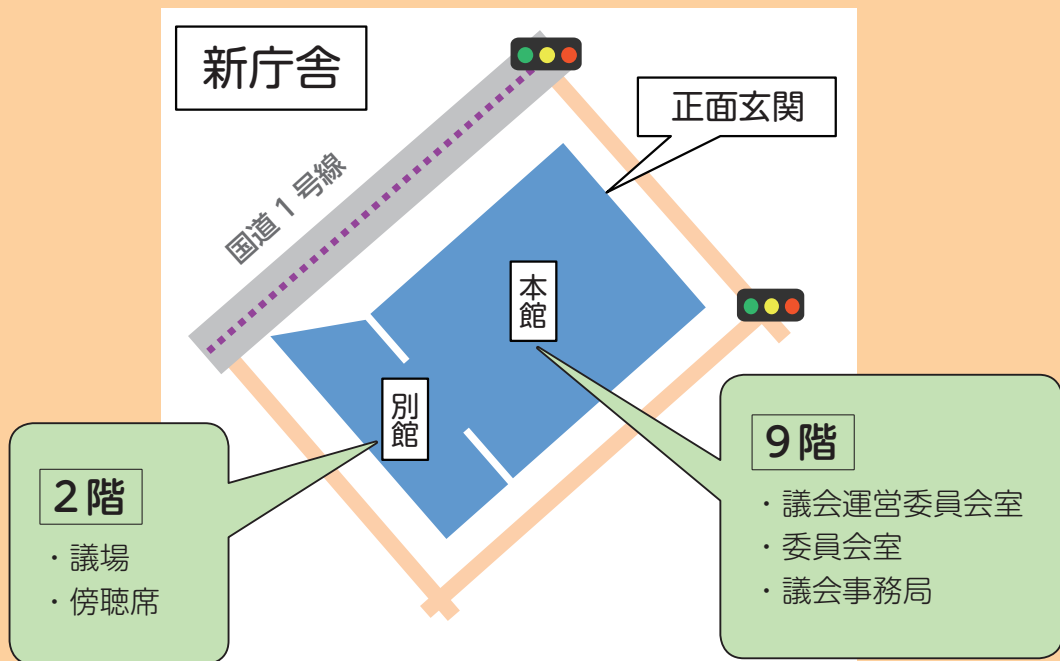 新庁舎
正面玄関
国道1号線
本館
別館
2階
・議場
・傍聴席
9階
・議会運営委員会室
・委員会室
・議会事務局